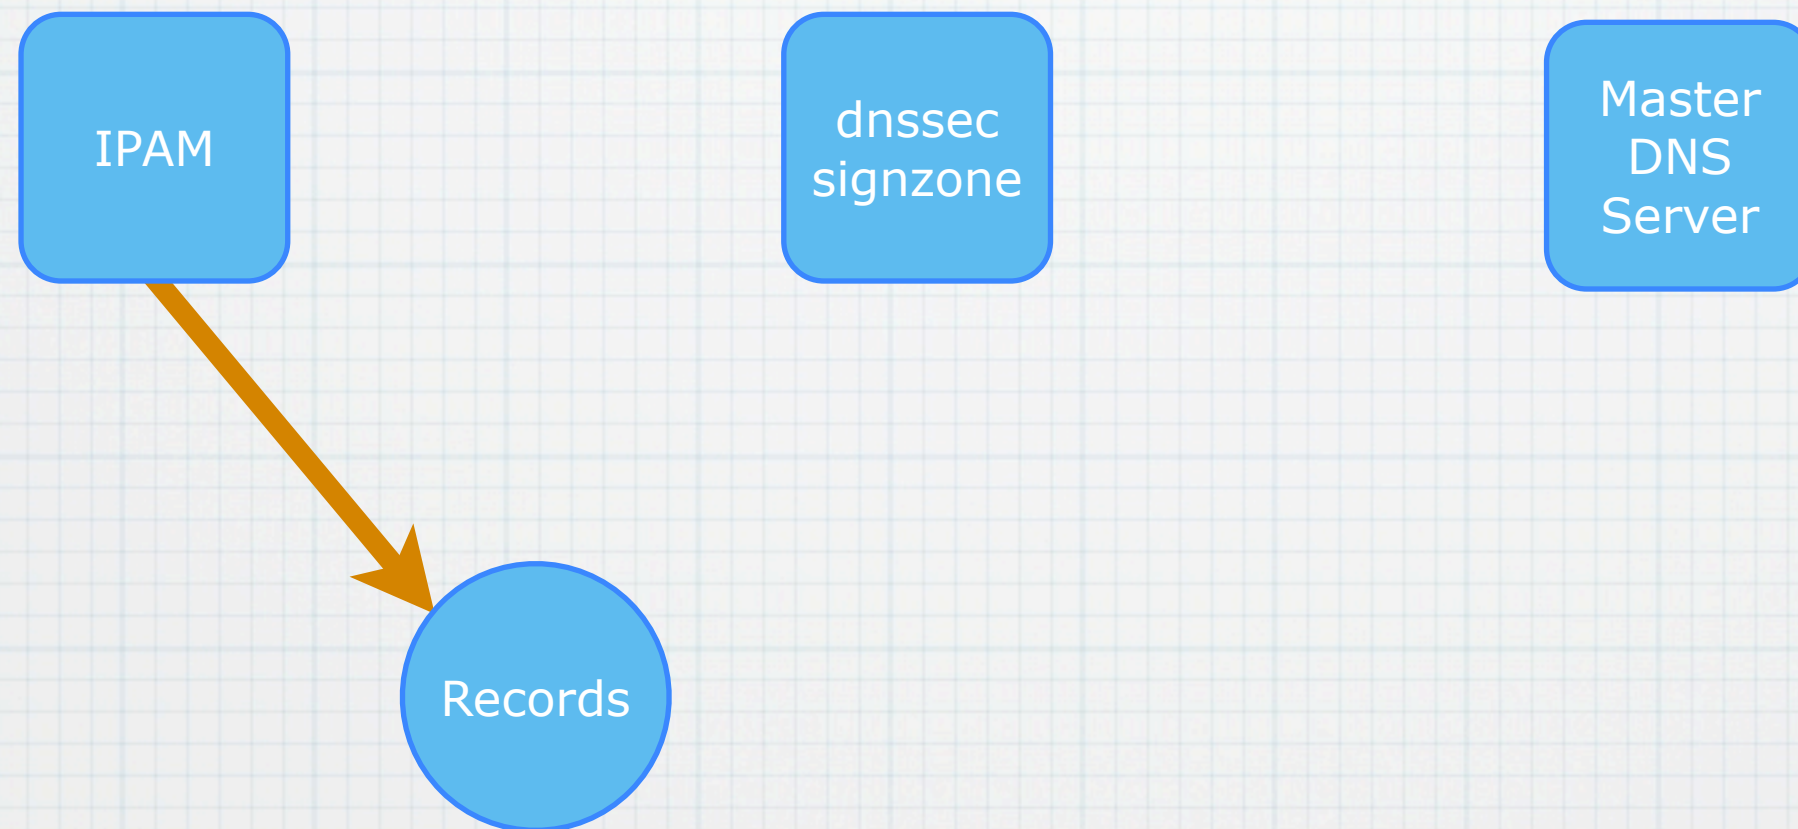 IPAM
dnssec
signzone
Master
DNS
Server
Records